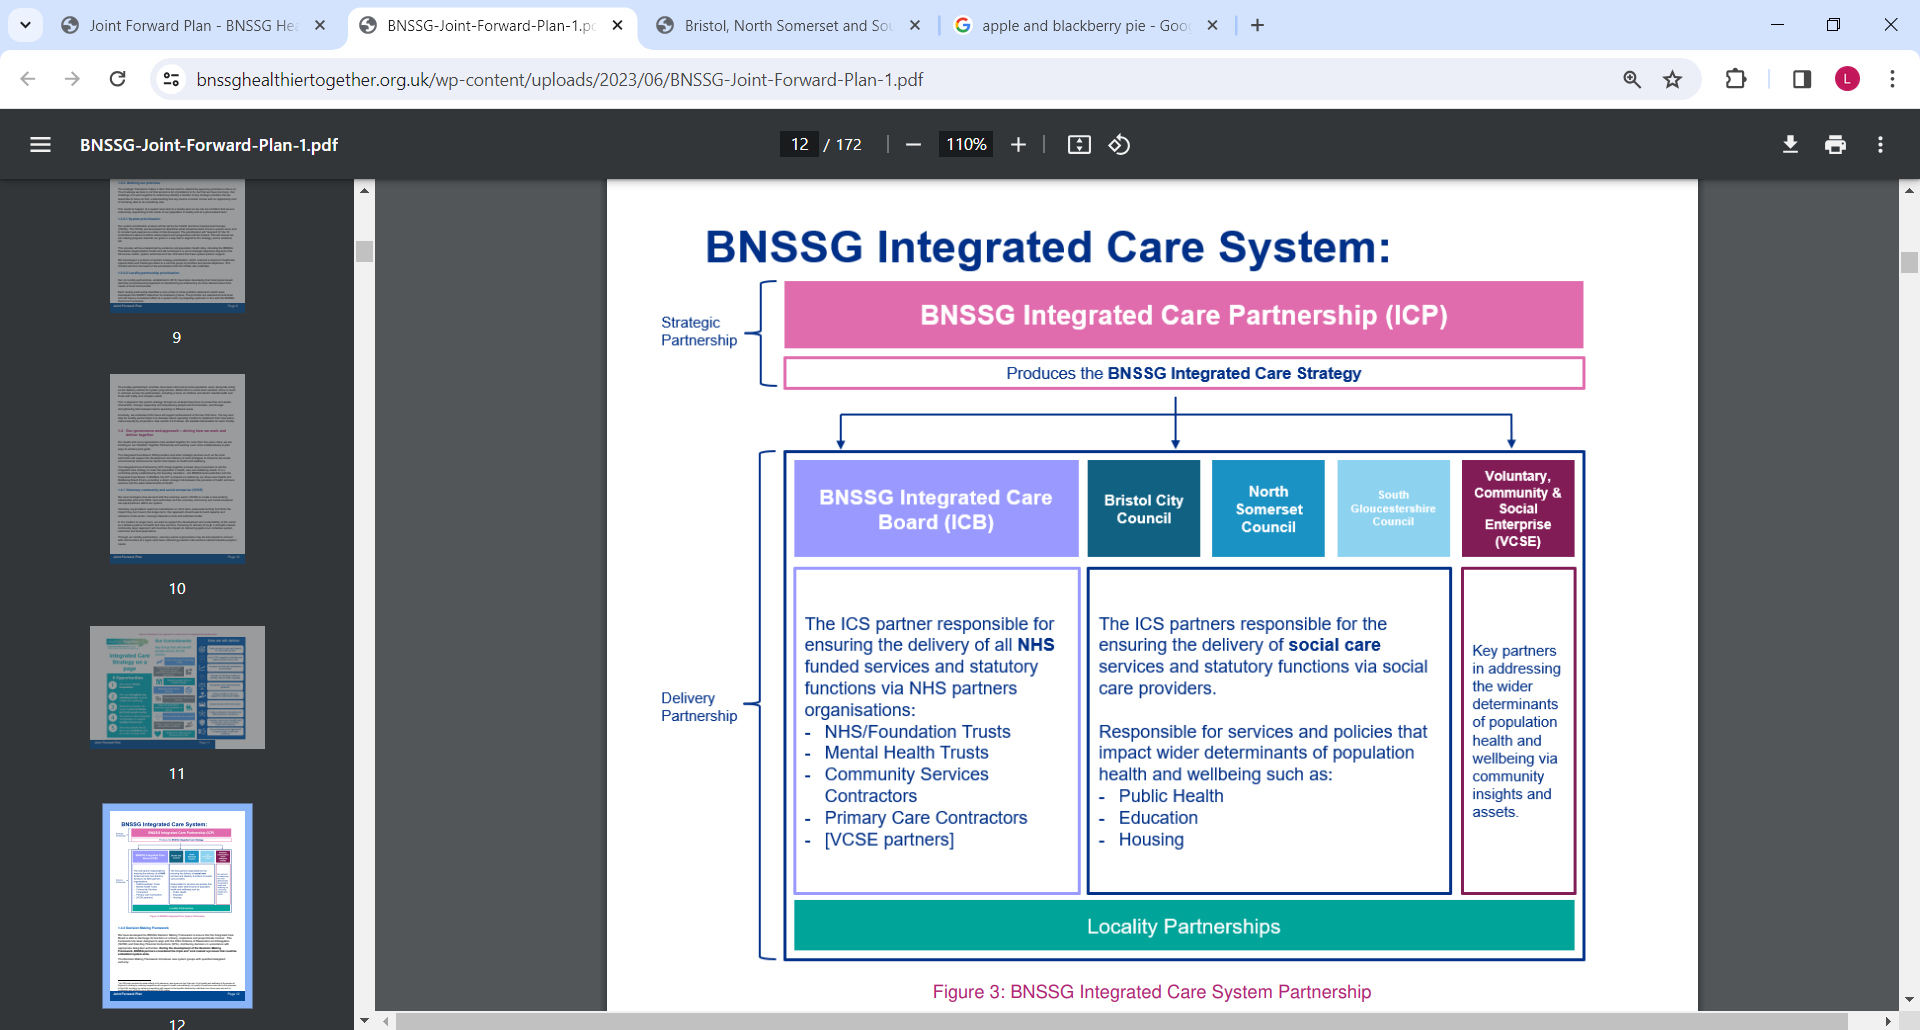 Joint Forward Plan - BNSSG Hea
BNSSG-Joint-Forward-Plan-1.pd
Bristol, North Somerset and Sou
apple and blackberry pie - Goog
bnssghealthiertogether.org.uk/wp-content/uploads/2023/06/BNSSG-Joint-Forward-Plan-1.pdf
L
BNSSG-Joint-Forward-Plan-1.pdf
12 / 172
110%
9
10
11
12
BNSSG Integrated Care System:
Strategic
Partnership
BNSSG Integrated Care Partnership (ICP)
Produces the BNSSG Integrated Care Strategy
Delivery
Partnership
BNSSG Integrated Care
Board (ICB)
Bristol City
Council
North
Somerset
Council
South
Gloucestershire
Council
Voluntary,
Community &
Social
Enterprise
(VCSE)
The ICS partner responsible for
ensuring the delivery of all NHS
funded services and statutory
functions via NHS partners
organisations:
- NHS/Foundation Trusts
- Mental Health Trusts
- Community Services
Contractors
- Primary Care Contractors
- [VCSE partners]
The ICS partners responsible for the
ensuring the delivery of social care
services and statutory functions via social
care providers.
Responsible for services and policies that
impact wider determinants of population
health and wellbeing such as:
- Public Health
- Education
- Housing
Key partners
in addressing
the wider
determinants
of population
health and
wellbeing via
community
insights and
assets.
Locality Partnerships
Figure 3: BNSSG Integrated Care System Partnership